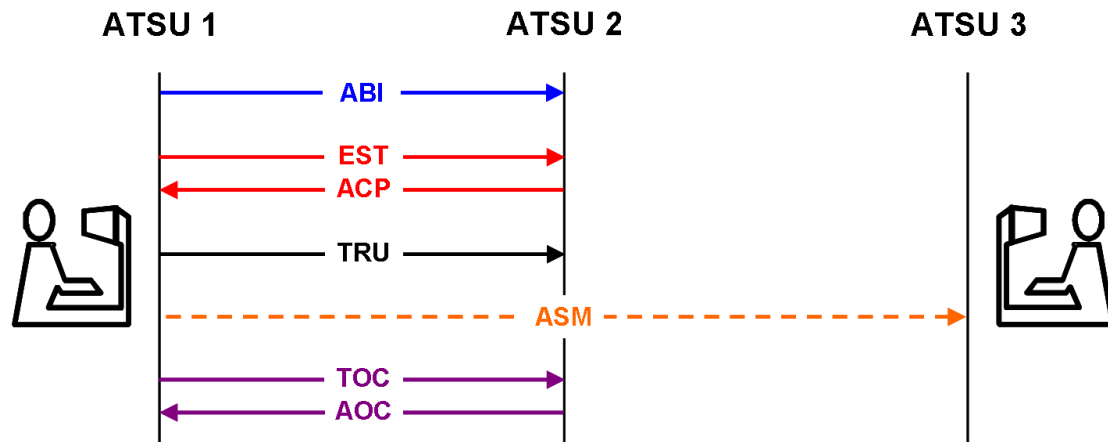 ATSU 1 ATSU 2 ATSU 3
ABI
EST
ACP
TRU
ASM
TOC
AOC